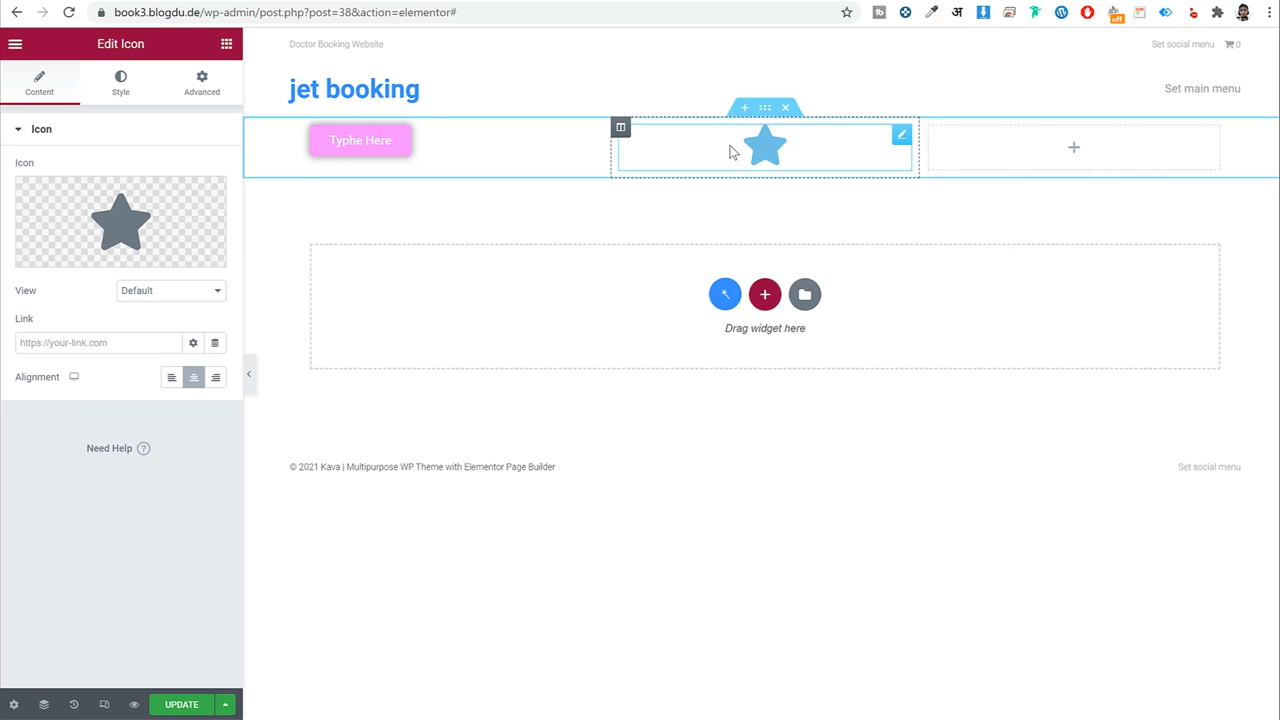 book3.blogdu.de/wp-admin/post.php?post=38&action=elementor#
अ
off
Edit Icon
Content
Style
Advanced
Icon
Icon
View
Default
Link
https://your-link.com
Alignment
Need Help ?
UPDATE
Doctor Booking Website
Set social menu
0
jet booking
Set main menu
Typhe Here
Drag widget here
© 2021 Kava | Multipurpose WP Theme with Elementor Page Builder
Set social menu